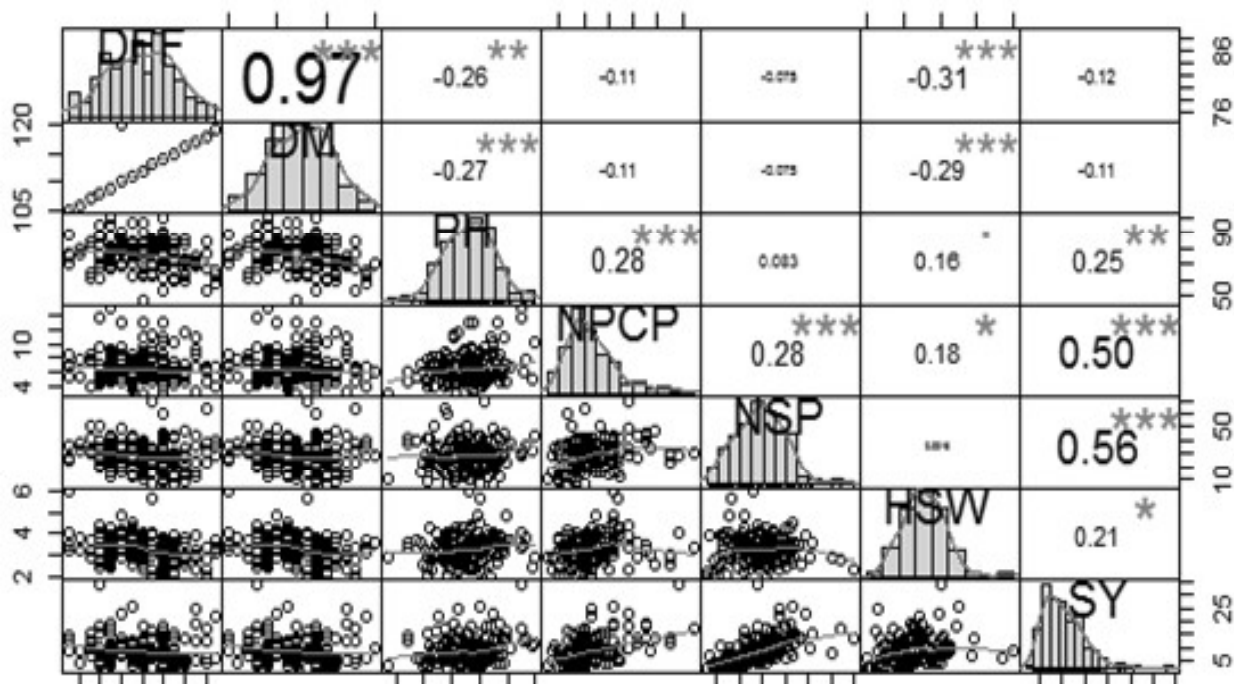 DFF 0.97 *** -0.26 ** -0.11 -0.31 *** -0.12 86 76
120 105 DM -0.27 *** -0.11 -0.29 *** -0.11
PH 0.28 *** 0.083 0.16 0.25 ** 90 50
10 4 NPCP 0.28 *** 0.18 * 0.50 ***
NSP 0.56 *** 50 10
6 4 2 HSW 0.21 *
SY 25 5